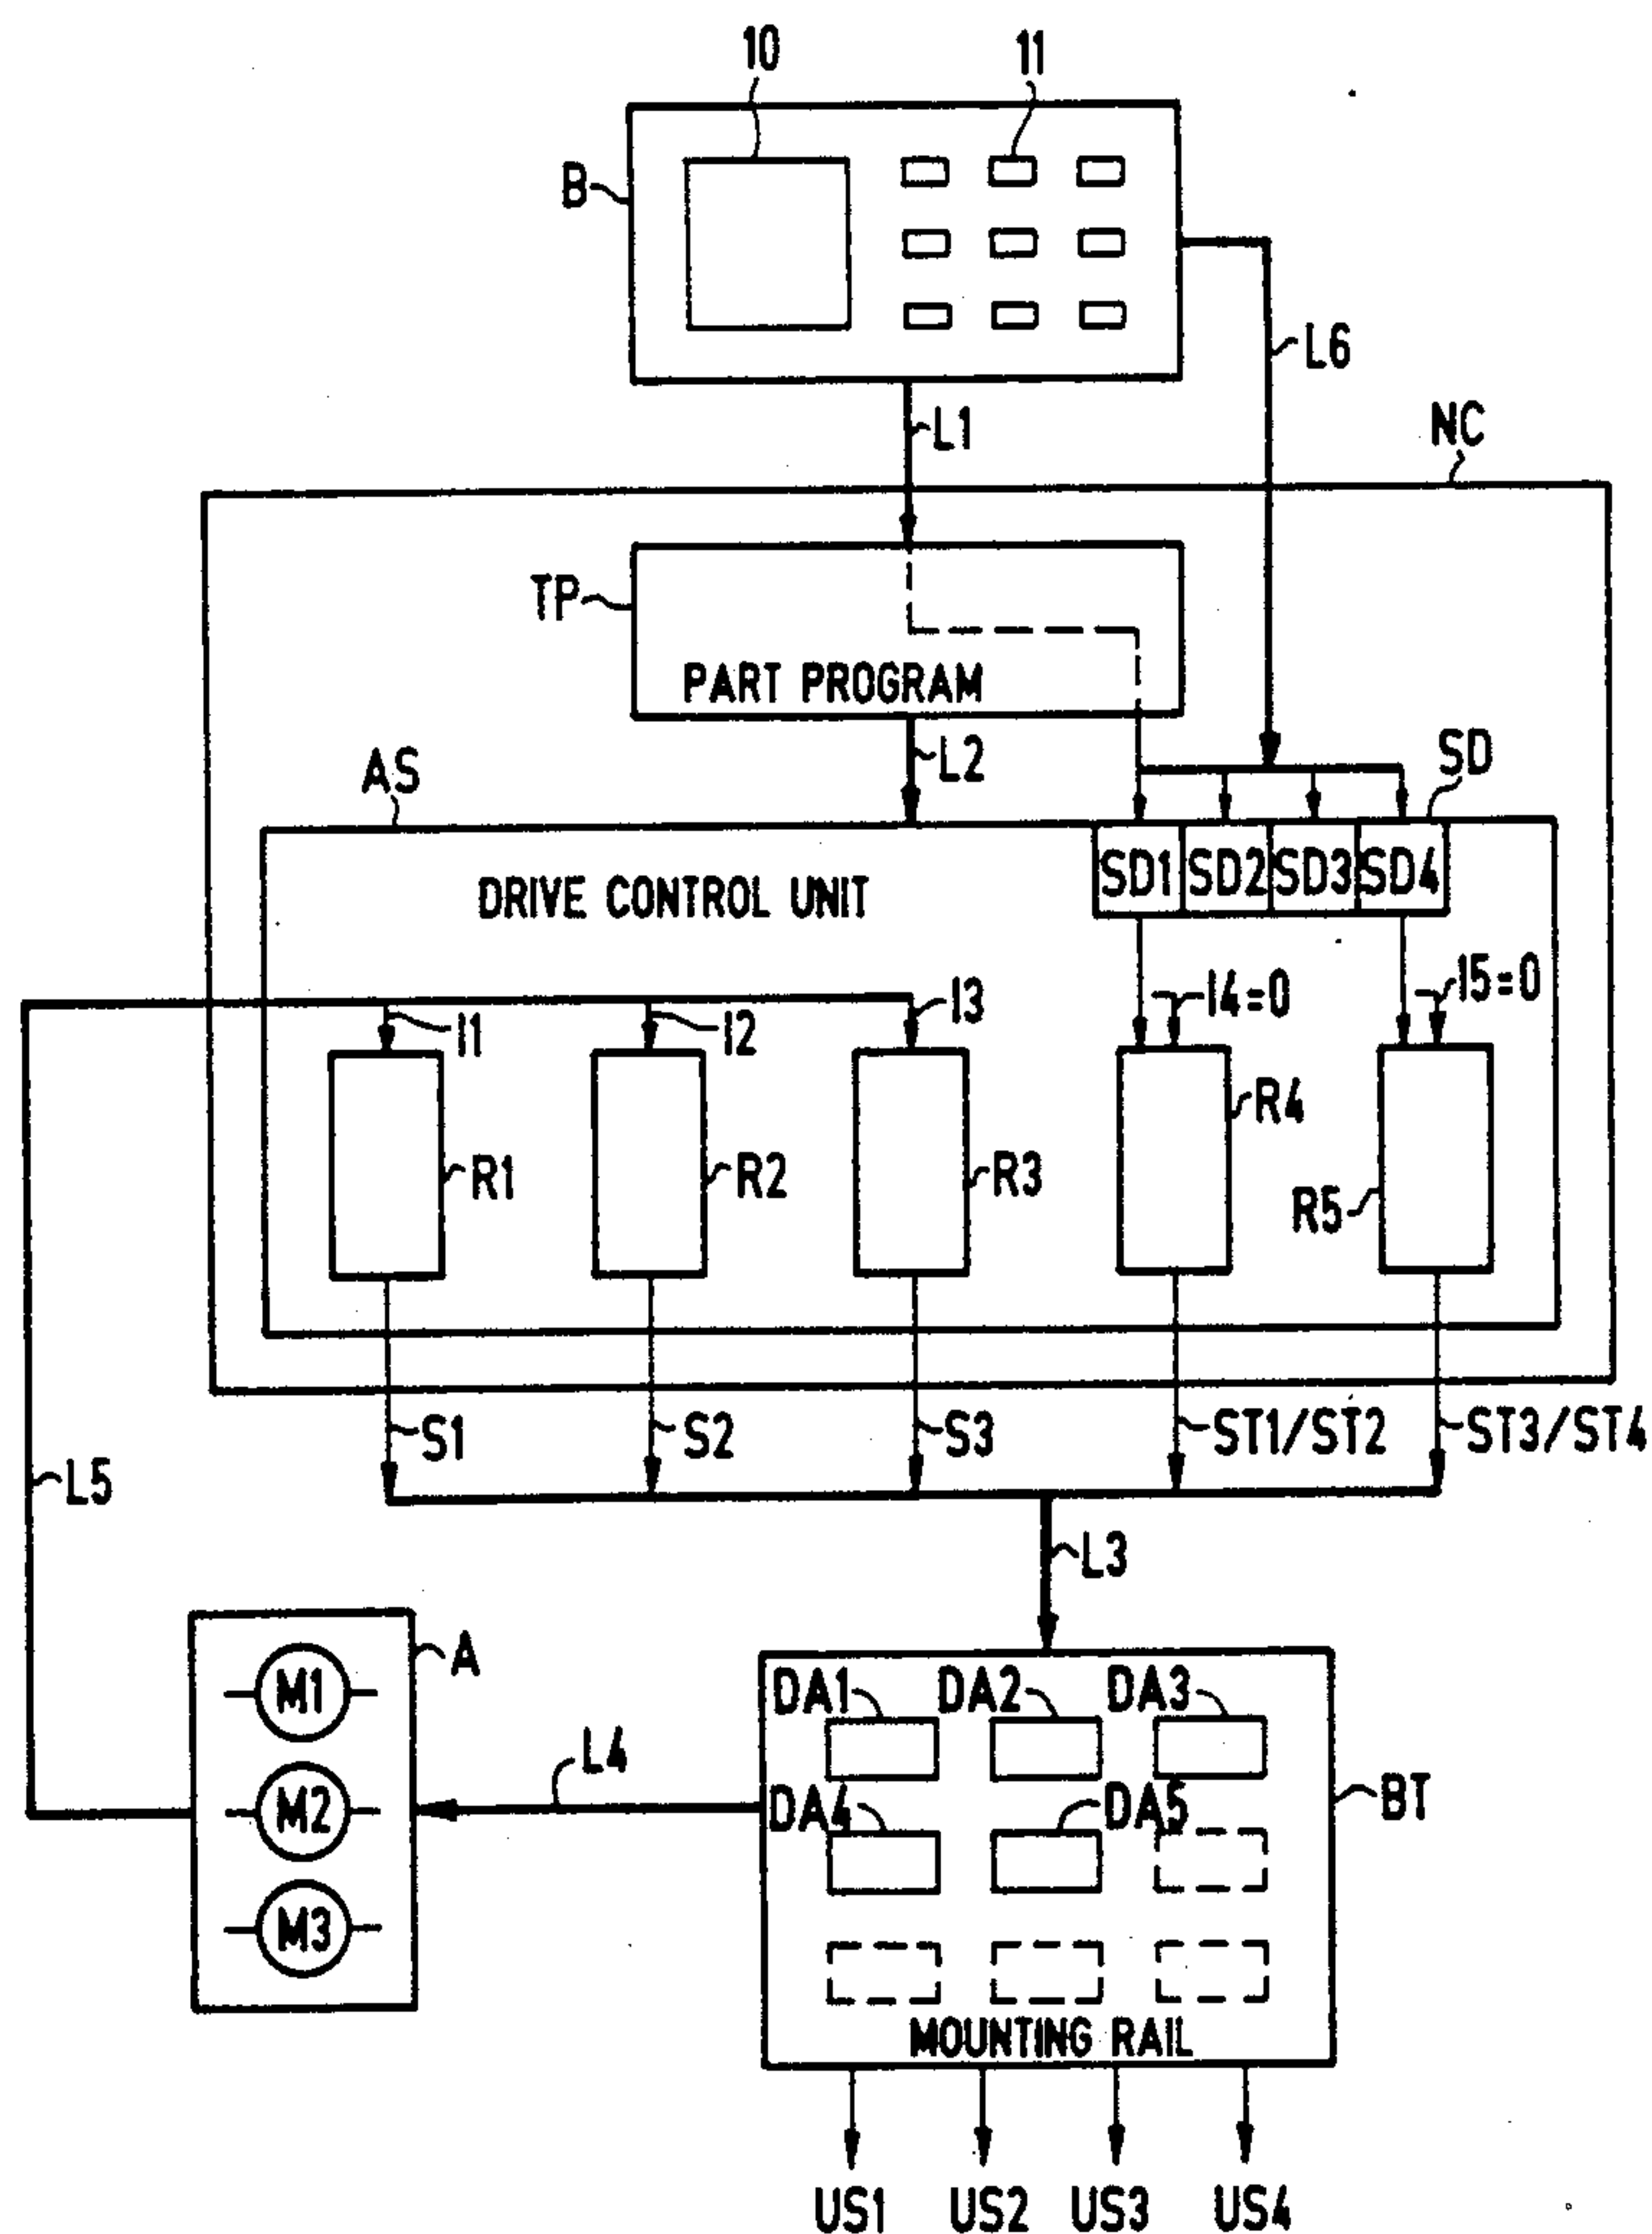 10
11
B
L6
L1
NC
TP
PART PROGRAM
L2
SD
AS
SD1 SD2 SD3 SD4
DRIVE CONTROL UNIT
I1
I2
I3
I4=0
I5=0
R1
R2
R3
R4
R5
S1
S2
S3
ST1/ST2
ST3/ST4
L5
L3
A
M1
M2
M3
L4
DA1
DA2
DA3
DA4
DA5
BT
MOUNTING RAIL
US1
US2
US3
US4